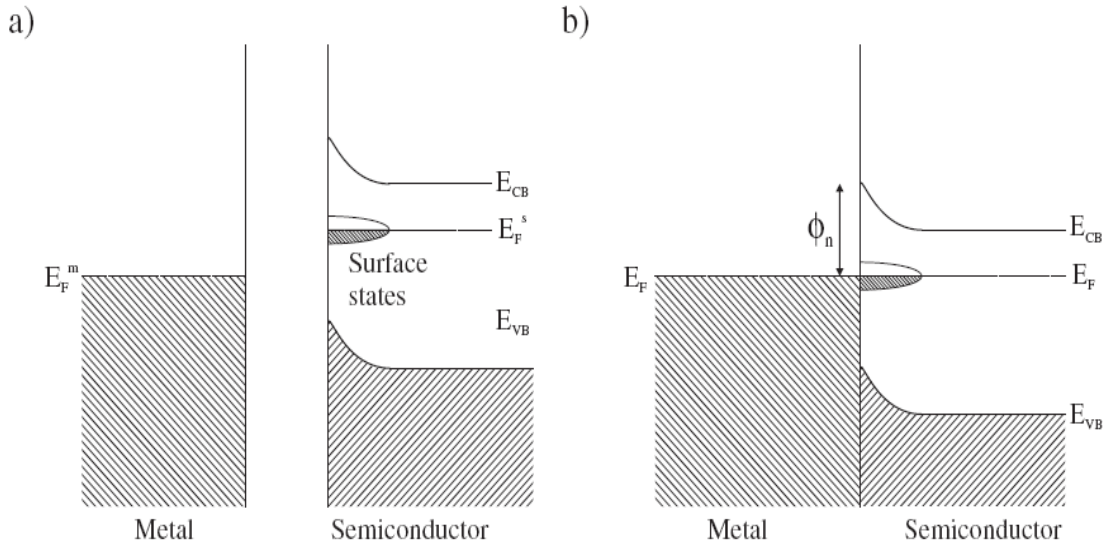 a)
E_CB
E_F^s
Surface
states
E_F^m
E_VB
Metal
Semiconductor
b)
ϕ_n
E_CB
E_F
E_F
E_VB
Metal
Semiconductor